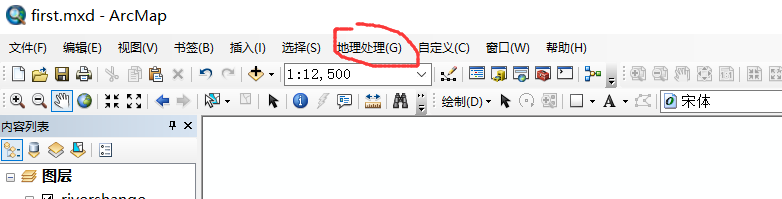 first.mxd - ArcMap
文件(F) 编辑(E) 视图(V) 书签(B) 插入(I) 选择(S) 地理处理(G) 自定义(C) 窗口(W) 帮助(H)
1:12,500
绘制(D) A 宋体
内容列表
图层